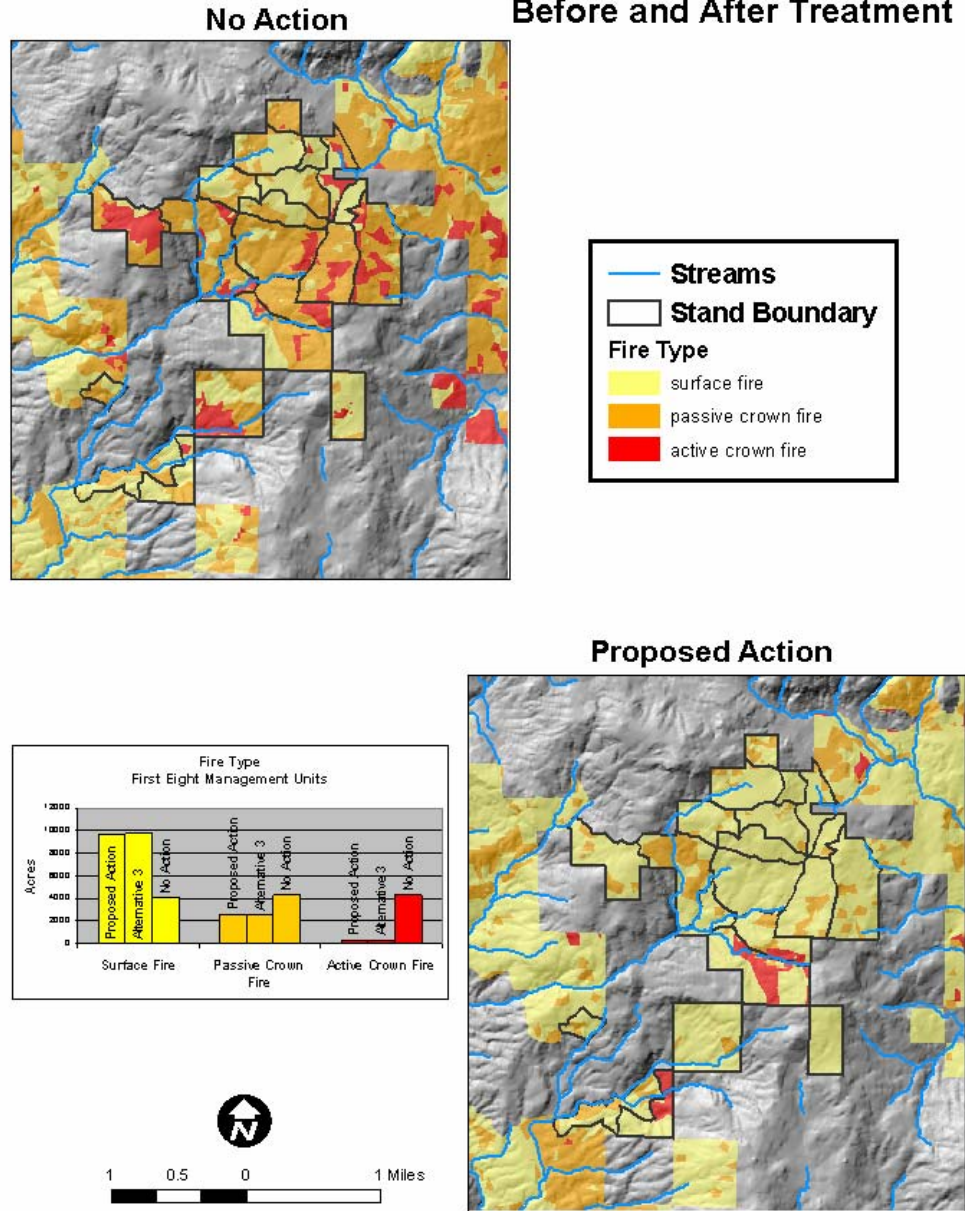 Before and After Treatment
No Action
Streams
Stand Boundary
Fire Type
surface fire
passive crown fire
active crown fire
Proposed Action
Fire Type
First Eight Management Units
12000
10000
8000
6000
4000
2000
0
Acres
Proposed Action
Alternative 3
No Action
Proposed Action
Alternative 3
No Action
Proposed Action
Alternative 3
No Action
Surface Fire
Passive Crown
Fire
Active Crown Fire
N
1 0.5 0 1 Miles